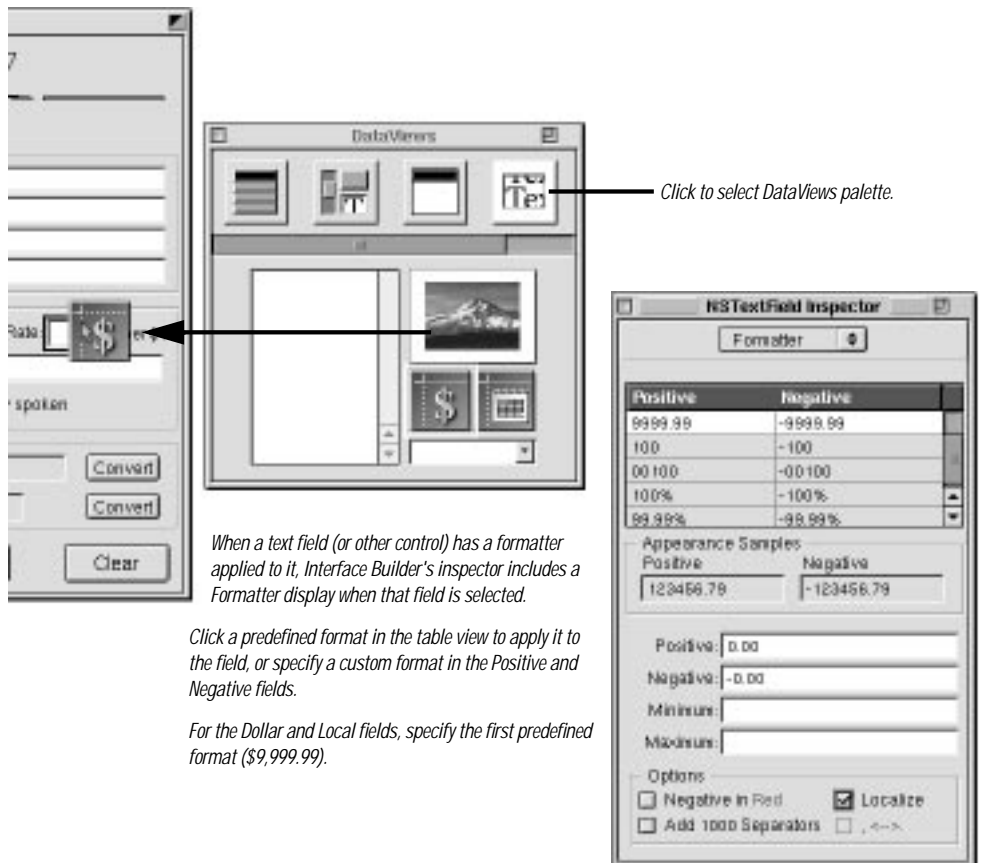 7
DataViews
Click to select DataViews palette.
Rate:
spoken
Convert
Convert
Clear
When a text field (or other control) has a formatter
applied to it, Interface Builder's inspector includes a
Formatter display when that field is selected.
Click a predefined format in the table view to apply it to
the field, or specify a custom format in the Positive and
Negative fields.
For the Dollar and Local fields, specify the first predefined
format ($9,999.99).
NSTextField Inspector
Formatter
Positive Negative
9999.99 -9999.99
100 -100
00100 -00100
100% -100%
99.99% -99.99%
Appearance Samples
Positive Negative
123456.79 -123456.79
Positive: 0.00
Negative: -0.00
Minimum:
Maximum:
Options
Negative in Red Localize
Add 1000 Separators , <-->.